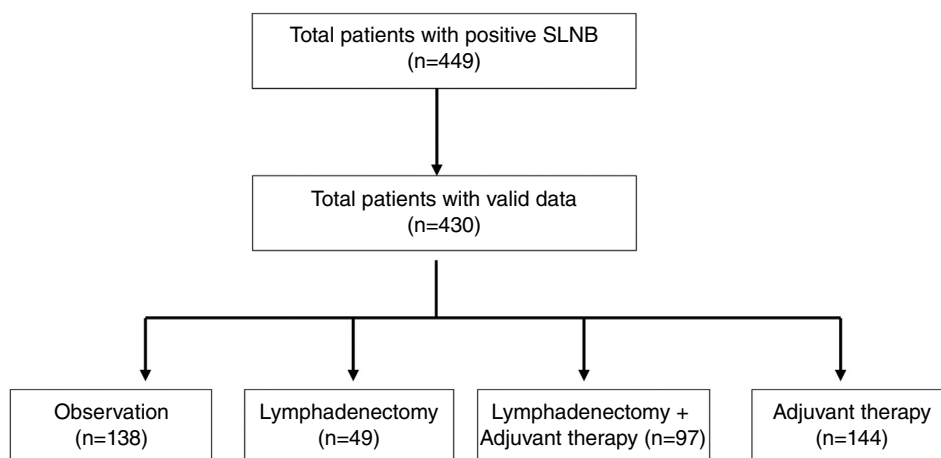 Total patients with positive SLNB
(n=449)
Total patients with valid data
(n=430)
Observation
(n=138)
Lymphadenectomy
(n=49)
Lymphadenectomy +
Adjuvant therapy (n=97)
Adjuvant therapy
(n=144)